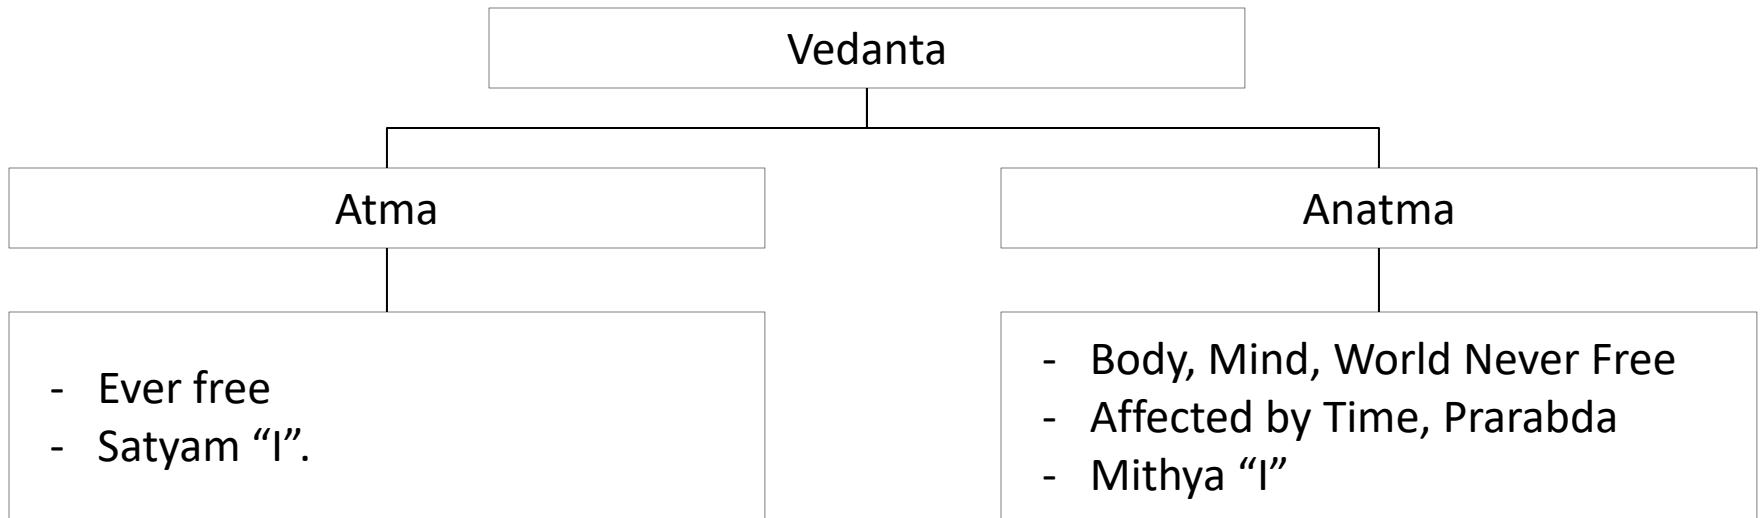 Vedanta
Atma
Anatma
- Ever free
- Satyam “I”.
- Body, Mind, World Never Free
- Affected by Time, Prarabda
- Mithya “I”